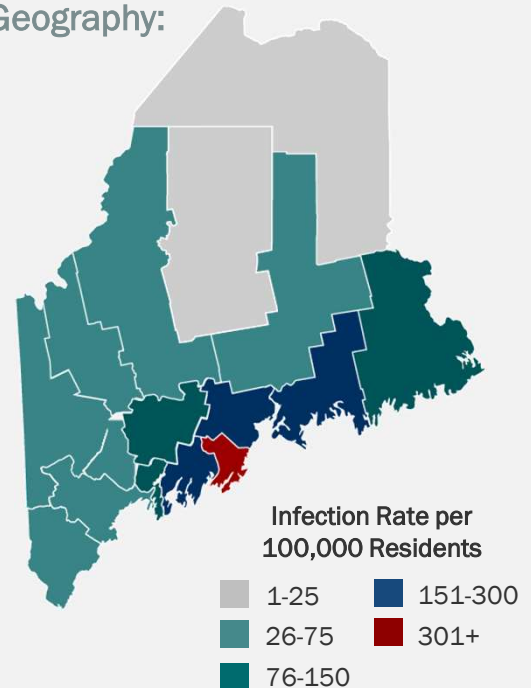 Geography:
Infection Rate per
100,000 Residents
1-25
151-300
26-75
301+
76-150